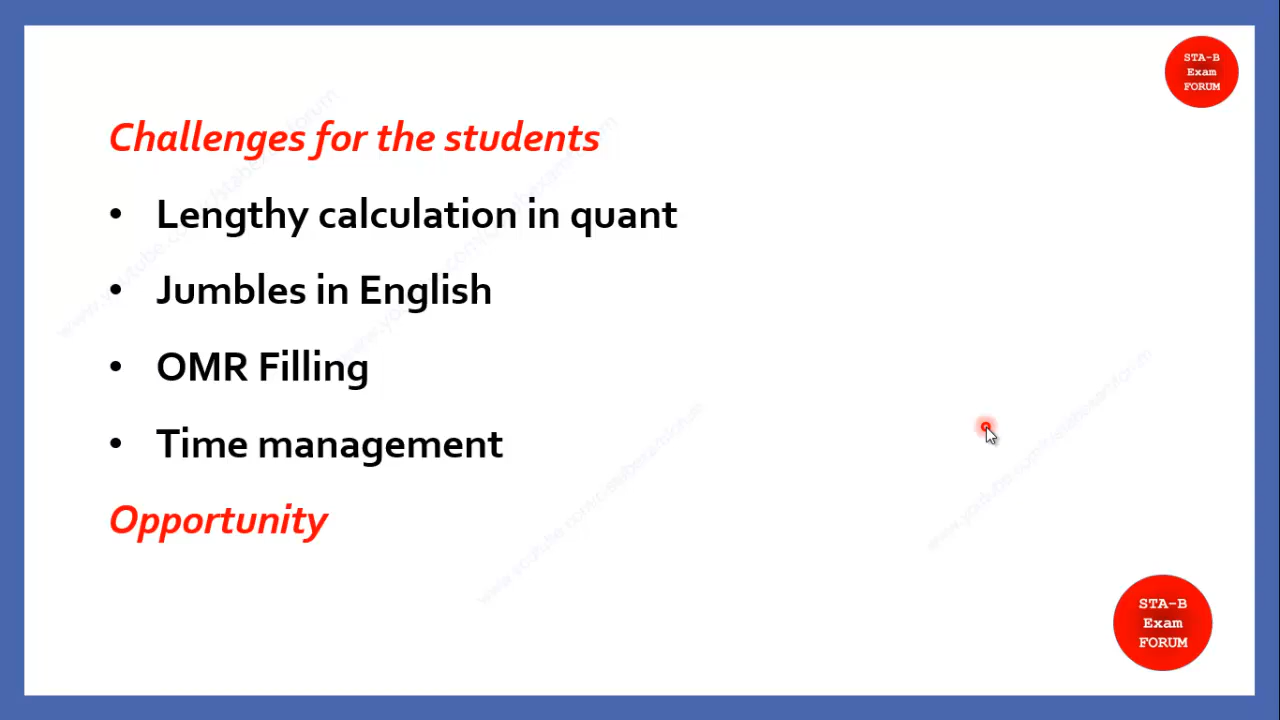 STA-B
Exam
FORUM
Challenges for the students
• Lengthy calculation in quant
• Jumbles in English
• OMR Filling
• Time management
Opportunity
STA-B
Exam
FORUM